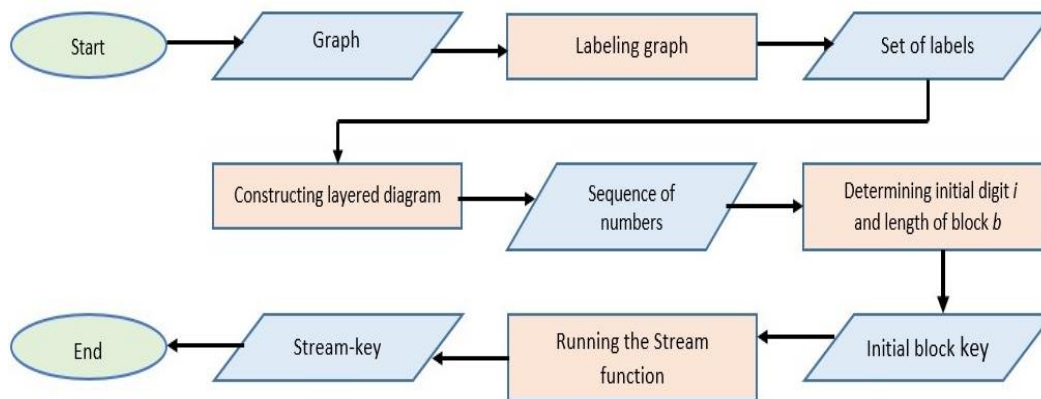 Start
Graph
Labeling graph
Set of labels
Constructing layered diagram
Sequence of
numbers
Determining initial digit i
and length of block b
Initial block key
Running the Stream
function
Stream-key
End